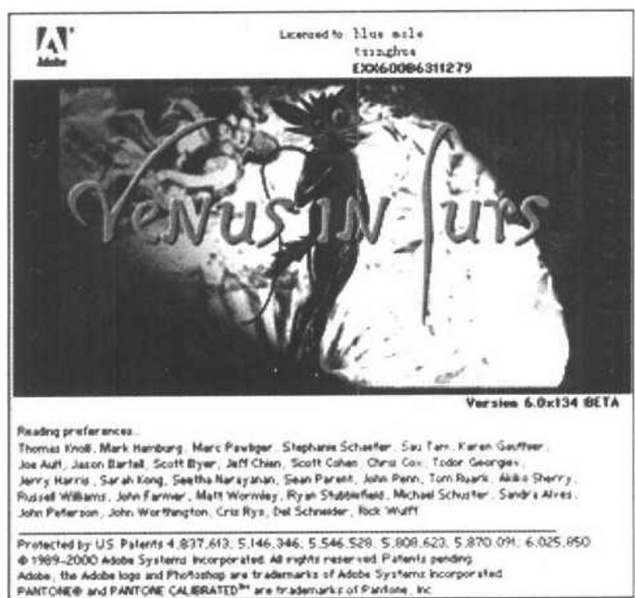 Adobe
Licensed to: blue mole
tsinghua
EXX600B6311279
Venus in furs
Version 6.0x134 BETA
Reading preferences...
Thomas Knoll, Mark Hamburg, Marc Pawliger, Stephanie Schaefer, Sau Tam, Karen Gauthier,
Joe Ault, Jason Bartell, Scott Byer, Jeff Chien, Scott Cohen, Chris Cox, Todor Georgiev,
Jerry Harris, Sarah Kong, Seetha Narayanan, Sean Parent, John Penn, Tom Ruark, Akiko Sherry,
Russell Williams, John Farmer, Matt Wormley, Ryan Stubblefield, Michael Schuster, Sandra Alves,
John Peterson, John Worthington, Cris Rys, Del Schneider, Rick Wulff
Protected by U.S. Patents 4,837,613; 5,146,346; 5,546,528; 5,808,623; 5,870,091; 6,025,850
© 1989-2000 Adobe Systems Incorporated. All rights reserved. Patents pending.
Adobe, the Adobe logo and Photoshop are trademarks of Adobe Systems Incorporated
PANTONE® and PANTONE CALIBRATED™ are trademarks of Pantone, Inc